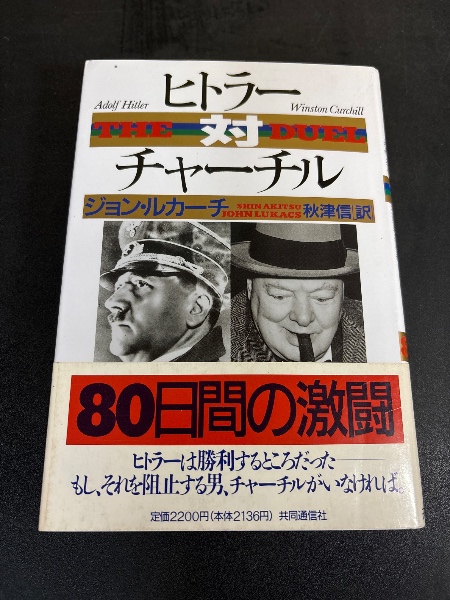 ヒトラー
Adolf Hitler
Winston Curchill
THE 対 DUEL
チャーチル
ジョン・ルカーチ
SHIN AKITSU
JOHN LUKACS
秋津信 訳
80日間の激闘
ヒトラーは勝利するところだった――
もし、それを阻止する男、チャーチルがいなければ。
定価2200円(本体2136円) 共同通信社